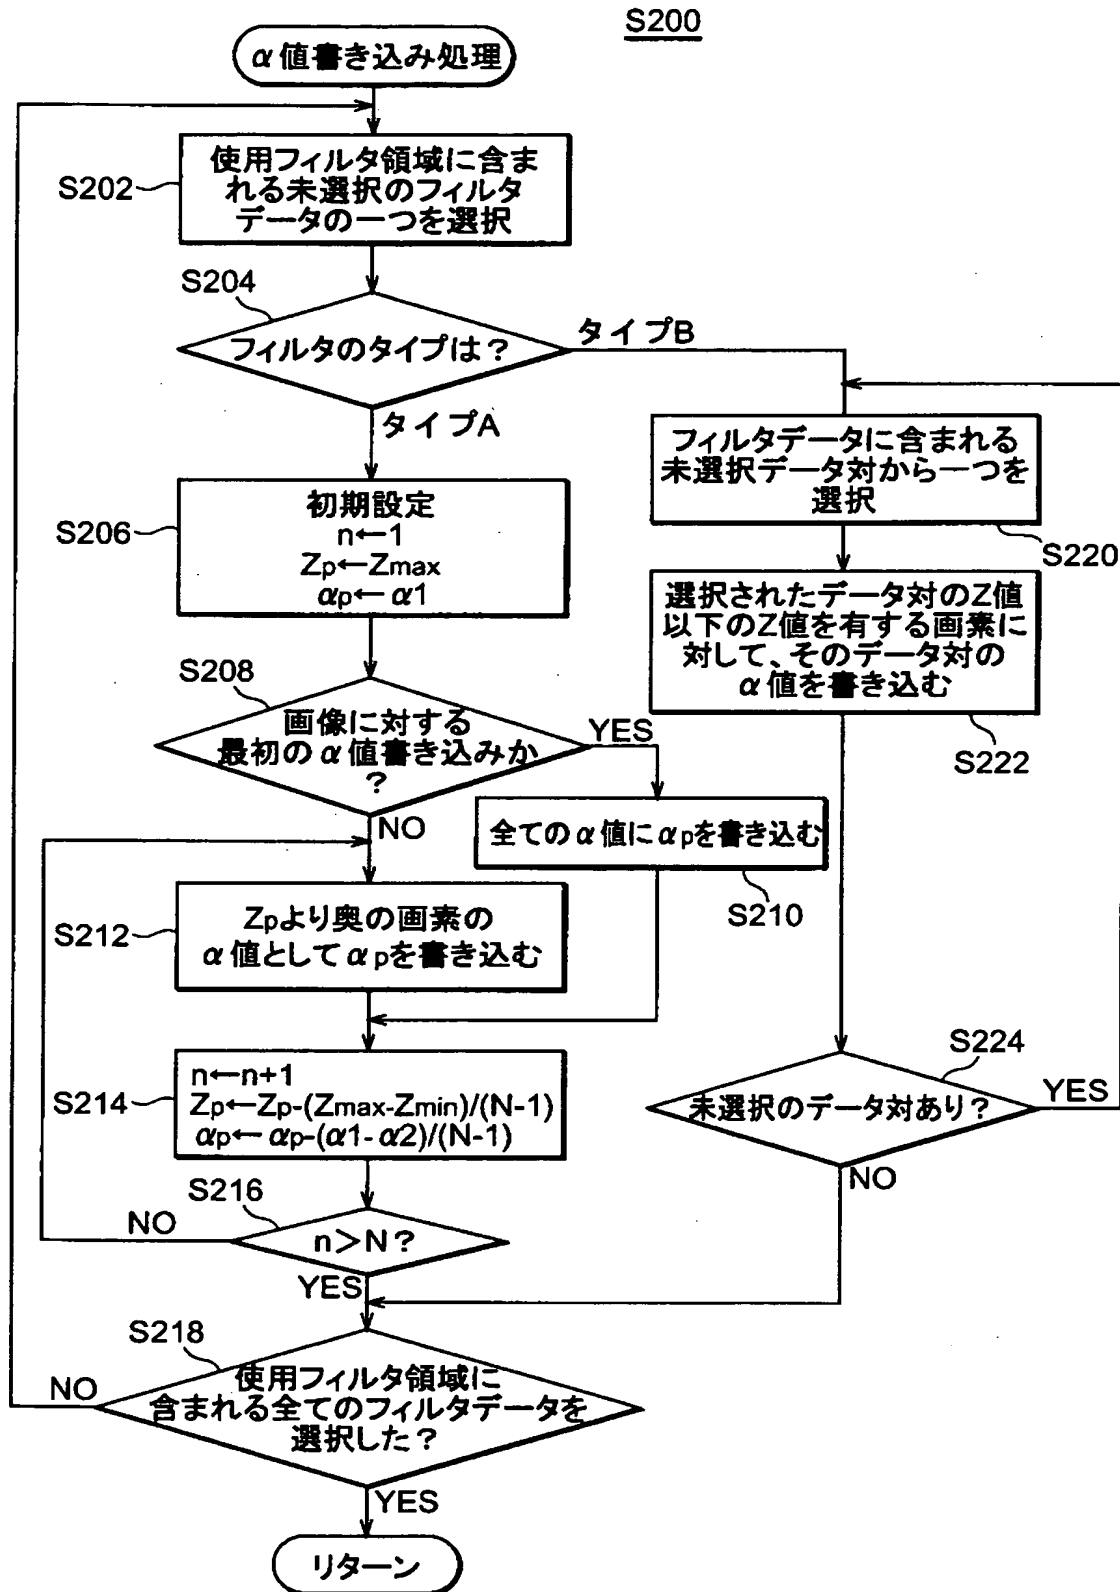 S200
α値書き込み処理
S202
使用フィルタ領域に含ま
れる未選択のフィルタ
データの一つを選択
S204
フィルタのタイプは?
タイプB
タイプA
S206
初期設定
n←1
Zp←Zmax
αp←α1
フィルタデータに含まれる
未選択データ対から一つを
選択
S220
選択されたデータ対のZ値
以下のZ値を有する画素に
対して、そのデータ対の
α値を書き込む
S222
S208
画像に対する
最初のα値書き込みか
?
YES
NO
全てのα値にαpを書き込む
S210
S212
Zpより奥の画素の
α値としてαpを書き込む
S214
n←n+1
Zp←Zp-(Zmax-Zmin)/(N-1)
αp←αp-(α1-α2)/(N-1)
S224
未選択のデータ対あり?
YES
NO
S216
n>N?
NO
YES
S218
使用フィルタ領域に
含まれる全てのフィルタデータを
選択した?
NO
YES
リターン